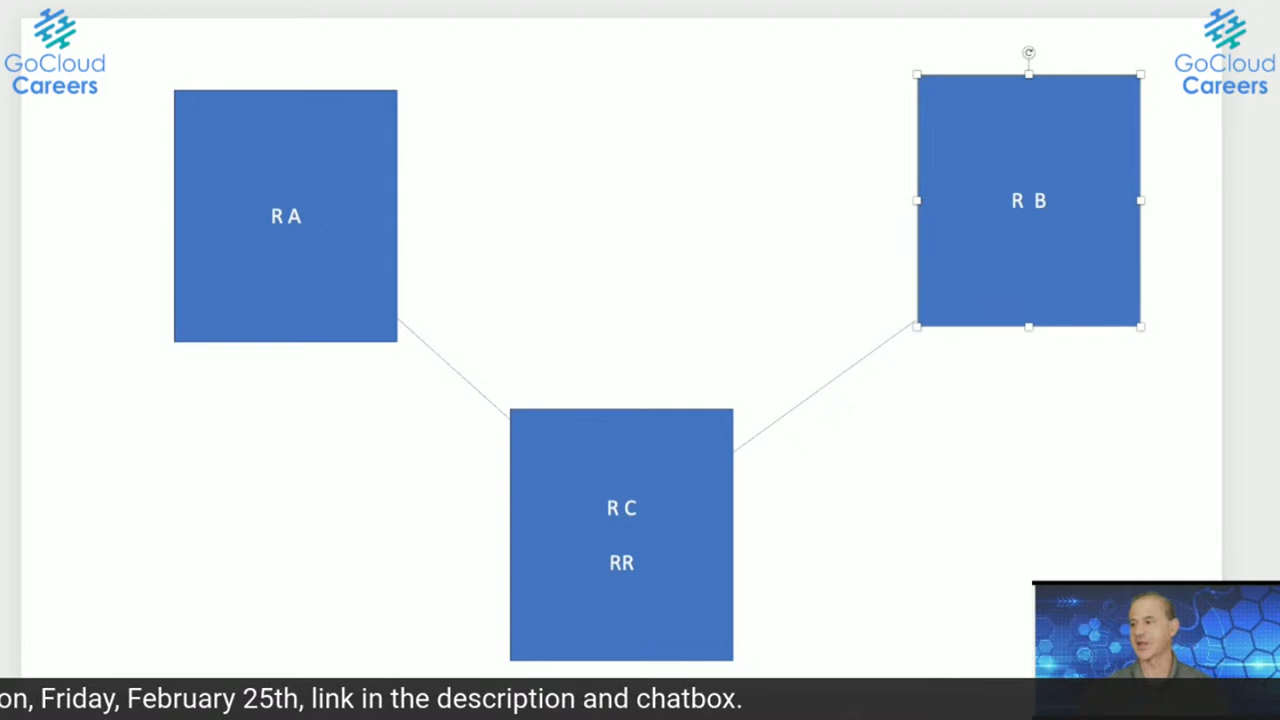 GoCloud
Careers
GoCloud
Careers
R A
R  B
R C
RR
on, Friday, February 25th, link in the description and chatbox.